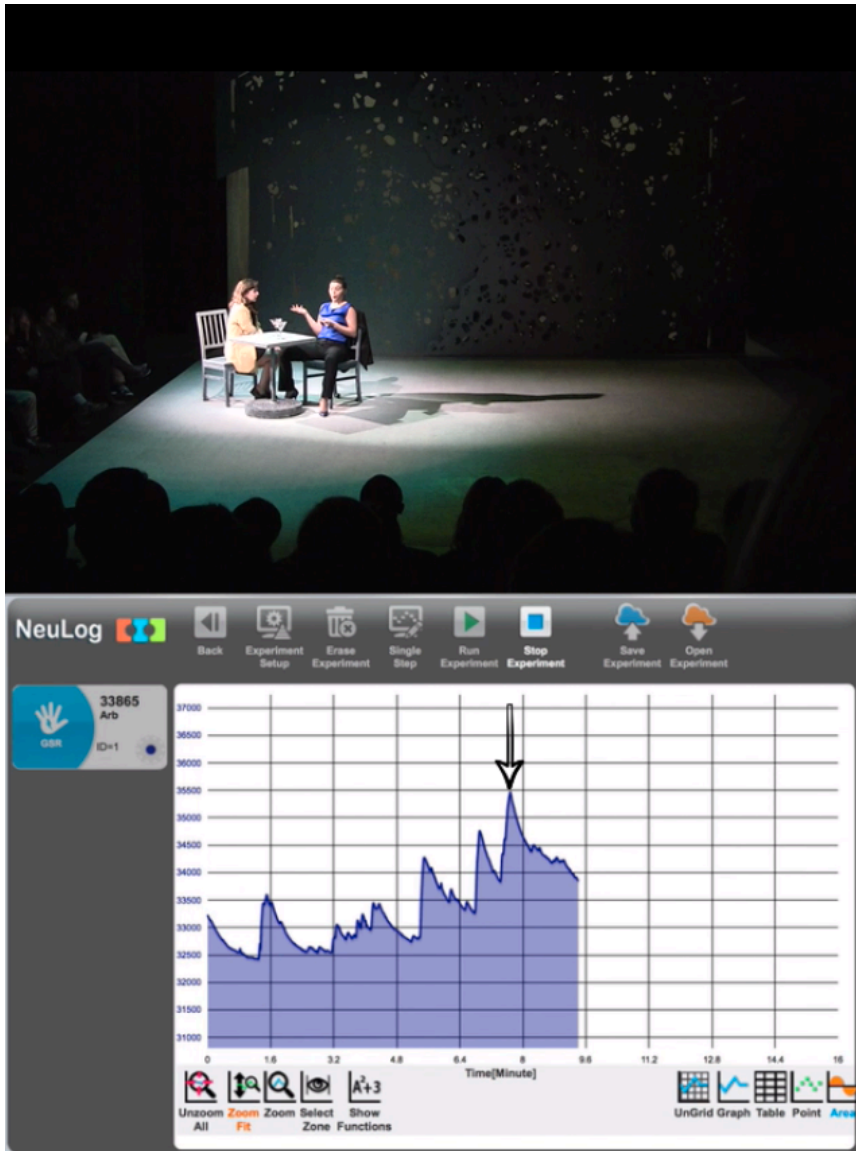 NeuLog
Back
Experiment Setup
Erase Experiment
Single Step
Run Experiment
Stop Experiment
Save Experiment
Open Experiment
33865
Arb
GSR
ID=1
37000
36500
36000
35500
35000
34500
34000
33500
33000
32500
32000
31500
31000
0 1.6 3.2 4.8 6.4 8 9.6 11.2 12.8 14.4 16
Time[Minute]
Unzoom All
Zoom Fit
Zoom
Select Zone
A²+3
Show Functions
UnGrid
Graph
Table
Point
Area